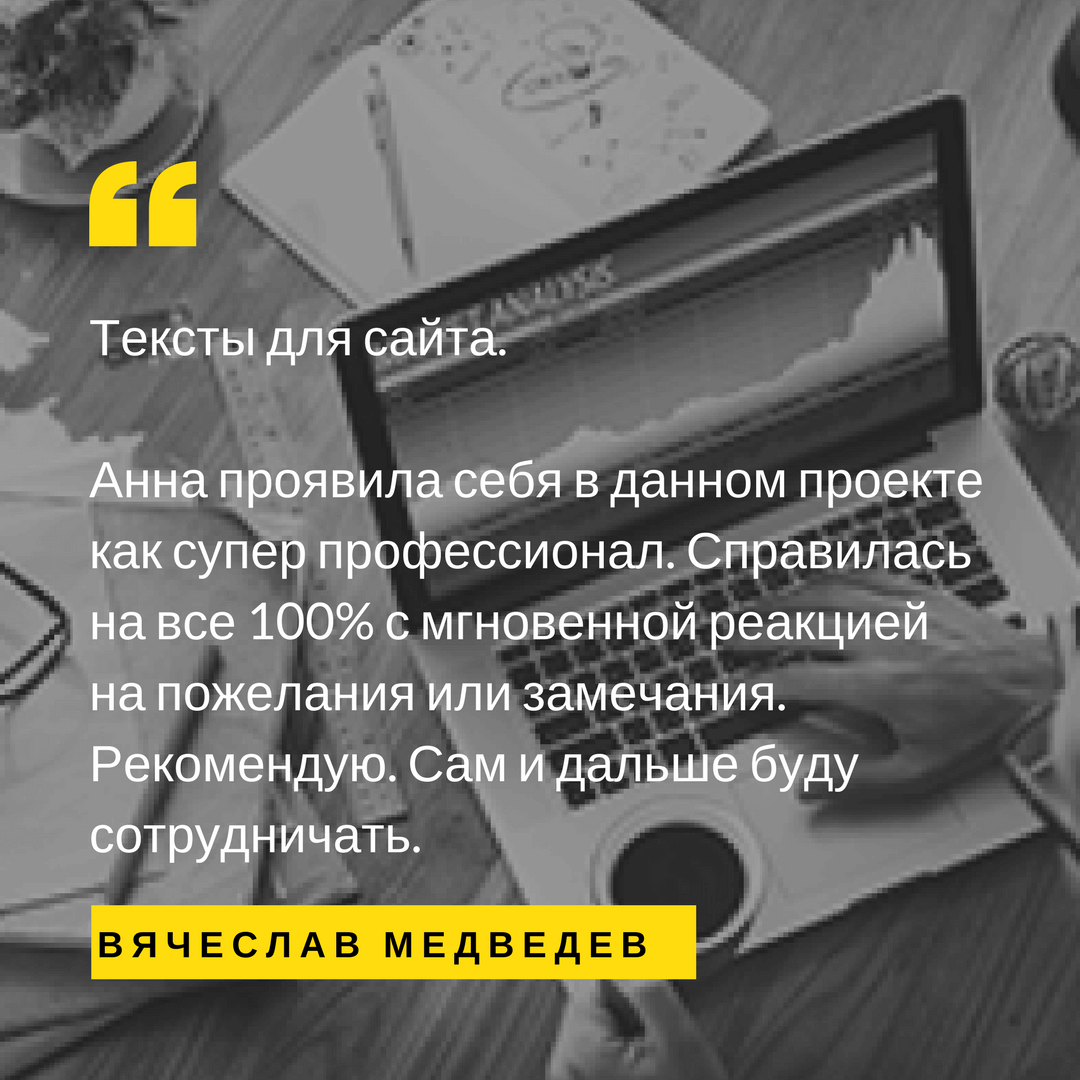 “
Тексты для сайта.
Анна проявила себя в данном проекте
как супер профессионал. Справилась
на все 100% с мгновенной реакцией
на пожелания или замечания.
Рекомендую. Сам и дальше буду
сотрудничать.
ВЯЧЕСЛАВ МЕДВЕДЕВ